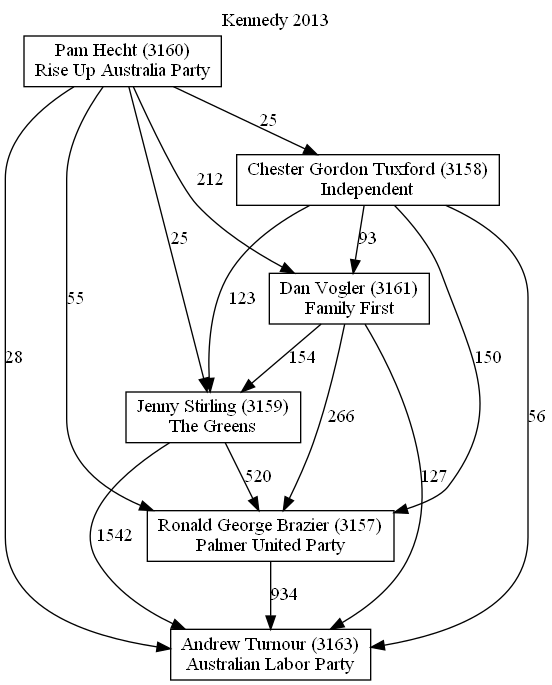 Kennedy 2013
Pam Hecht (3160)
Rise Up Australia Party
25
Chester Gordon Tuxford (3158)
Independent
212
93
Dan Vogler (3161)
Family First
25
123
55
28
154
150
56
Jenny Stirling (3159)
The Greens
266
520
127
1542
Ronald George Brazier (3157)
Palmer United Party
934
Andrew Turnour (3163)
Australian Labor Party